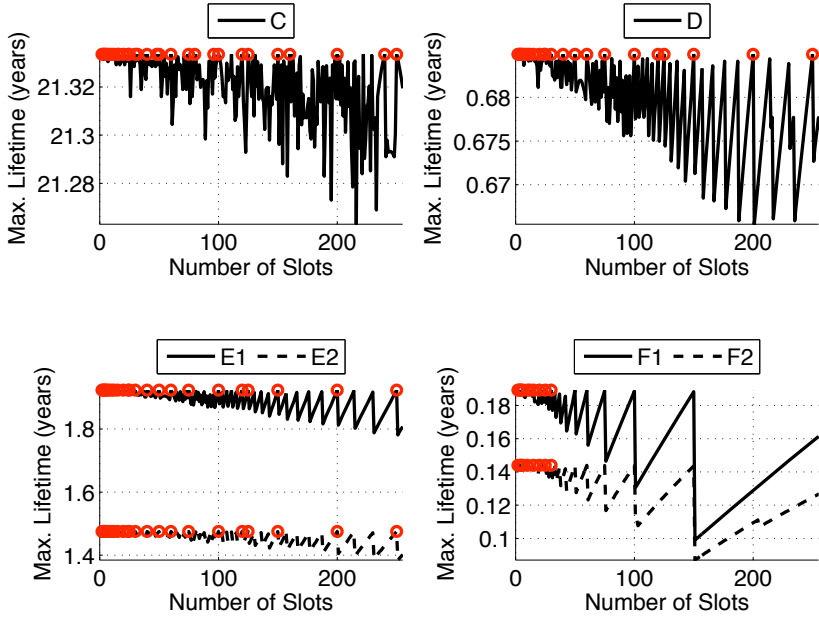 C
Max. Lifetime (years)
21.32
21.3
21.28
0
100
200
Number of Slots
D
Max. Lifetime (years)
0.68
0.675
0.67
0
100
200
Number of Slots
E1 E2
Max. Lifetime (years)
1.8
1.6
1.4
0
100
200
Number of Slots
F1 F2
Max. Lifetime (years)
0.18
0.16
0.14
0.12
0.1
0
100
200
Number of Slots